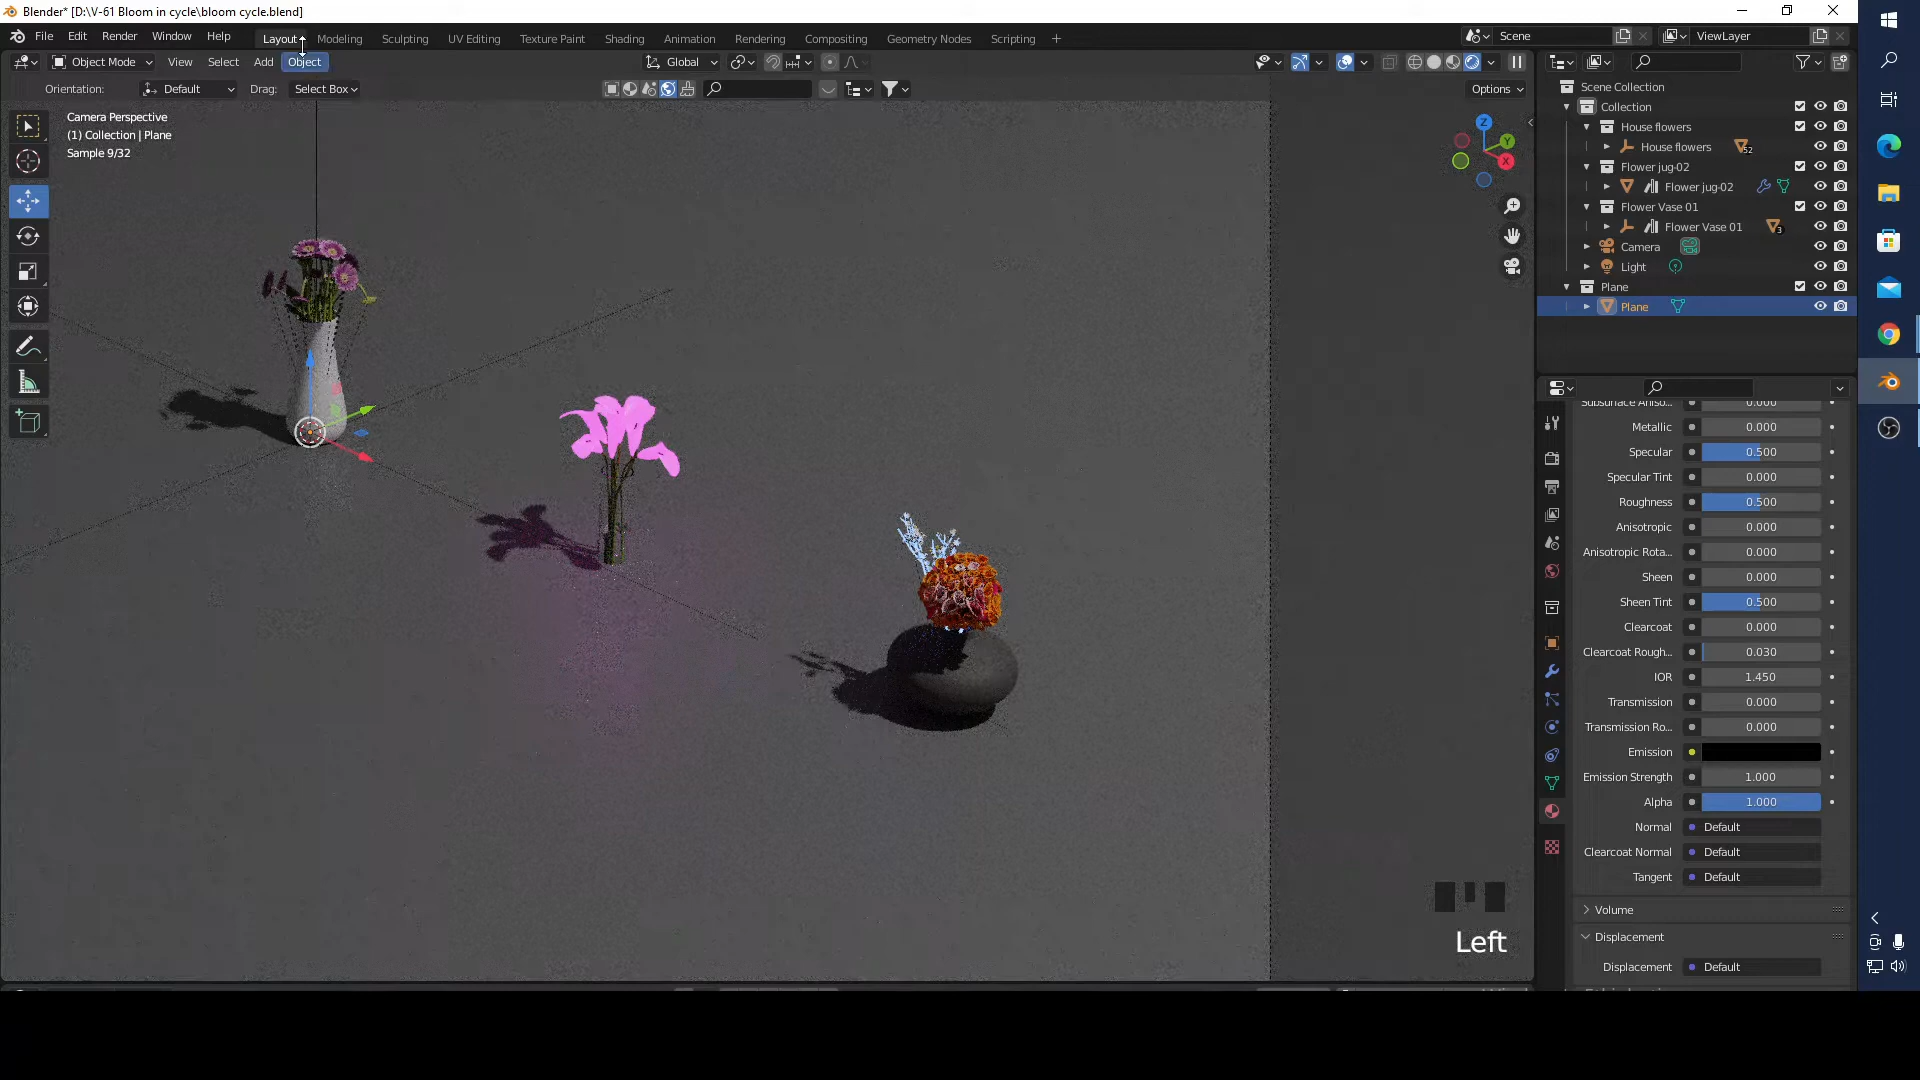 Blender* [D:\V-61 Bloom in cycle\bloom cycle.blend]
File Edit Render Window Help Layout Modeling Sculpting UV Editing Texture Paint Shading Animation Rendering Compositing Geometry Nodes Scripting + Scene ViewLayer
Object Mode View Select Add Object Global
Orientation: Default Drag: Select Box Options
Camera Perspective
(1) Collection | Plane
Sample 9/32
Z
Y
X
Scene Collection
Collection
House flowers
House flowers 52
Flower jug-02
Flower jug-02
Flower Vase 01
Flower Vase 01 3
Camera
Light
Plane
Plane
Subsurface Aniso... 0.000
Metallic 0.000
Specular 0.500
Specular Tint 0.000
Roughness 0.500
Anisotropic 0.000
Anisotropic Rota... 0.000
Sheen 0.000
Sheen Tint 0.500
Clearcoat 0.000
Clearcoat Rough... 0.030
IOR 1.450
Transmission 0.000
Transmission Ro... 0.000
Emission
Emission Strength 1.000
Alpha 1.000
Normal Default
Clearcoat Normal Default
Tangent Default
Volume
Displacement
Displacement Default
Left